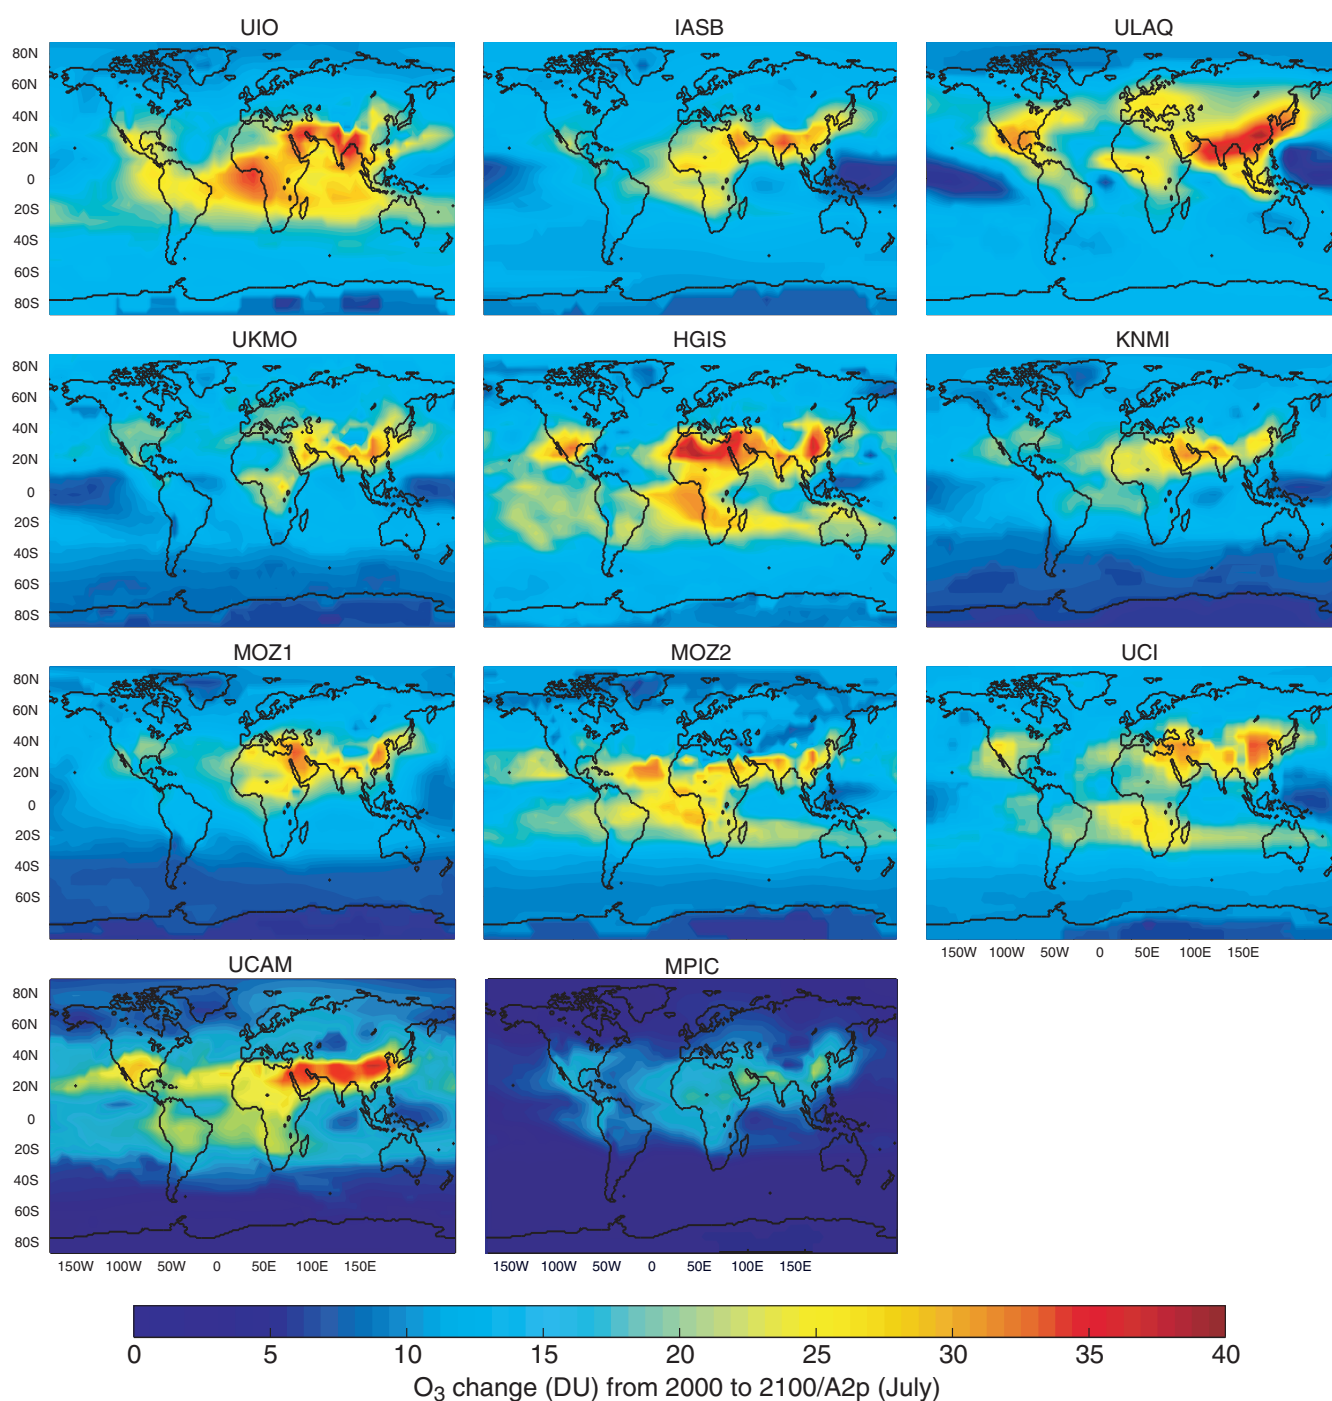 UIO IASB ULAQ
80N
60N
40N
20N
0
20S
40S
60S
80S
UKMO HGIS KNMI
80N
60N
40N
20N
0
20S
40S
60S
80S
MOZ1 MOZ2 UCI
80N
60N
40N
20N
0
20S
40S
60S
150W 100W 50W 0 50E 100E 150E
UCAM MPIC
80N
60N
40N
20N
0
20S
40S
60S
80S
150W 100W 50W 0 50E 100E 150E 150W 100W 50W 0 50E 100E 150E
0 5 10 15 20 25 30 35 40
O3 change (DU) from 2000 to 2100/A2p (July)